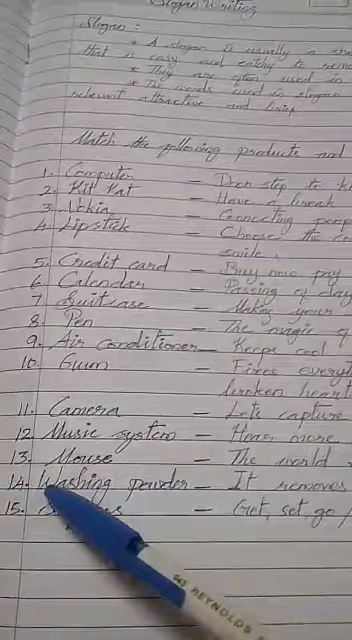 Slogan Writing
Slogan :
* A slogan is usually a
that is easy and catchy to
* They are often used in
* The words used in slogan
relevant attractive and
Match the following products and
1. Computer - Door step to
2. Kit Kat - Have a break
3. Nokia - Connecting
4. Lipstick - Choose the
smile.
5. Credit card - Buy now pay
6. Calendar - Passing of
7. Suitcase - Making your
8. Pen - The magic of
9. Air conditioner - Keeps cool
10. Gum - Fixes
broken heart
11. Camera - Lets capture
12. Music system - Hear more
13. Mouse - The world
14. Washing powder - It removes
15. - Get, set, go
045 REYNOLDS